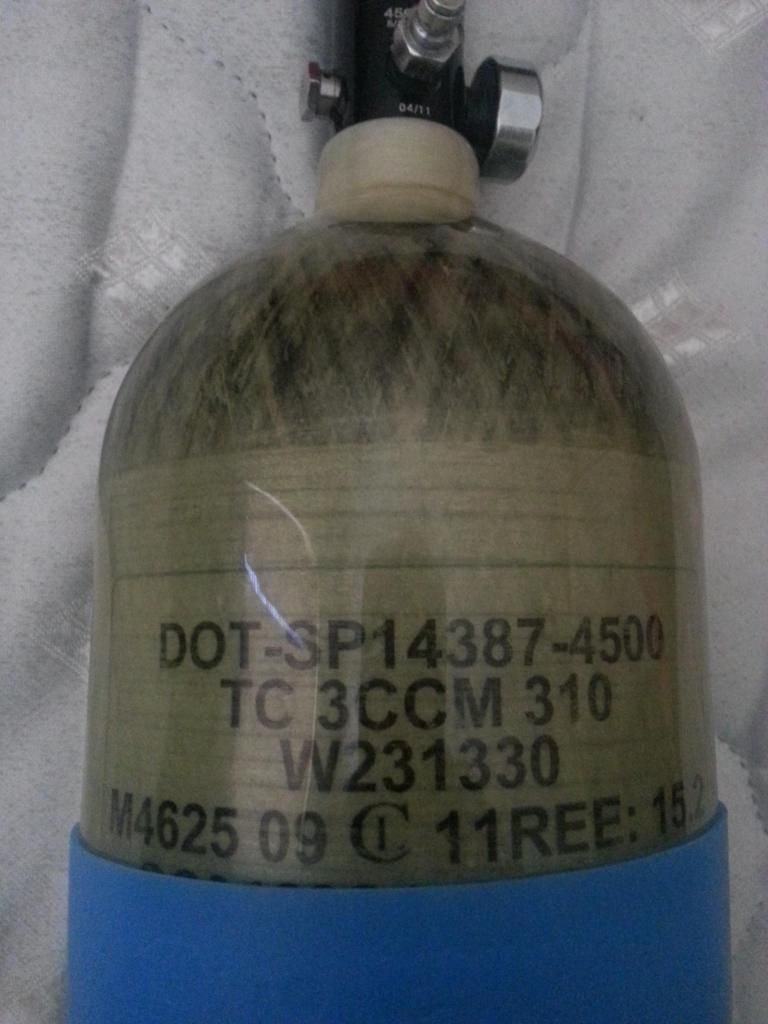 04/11
DOT-SP14387-4500
TC 3CCM 310
W231330
M4625 09 11REE: 15.2